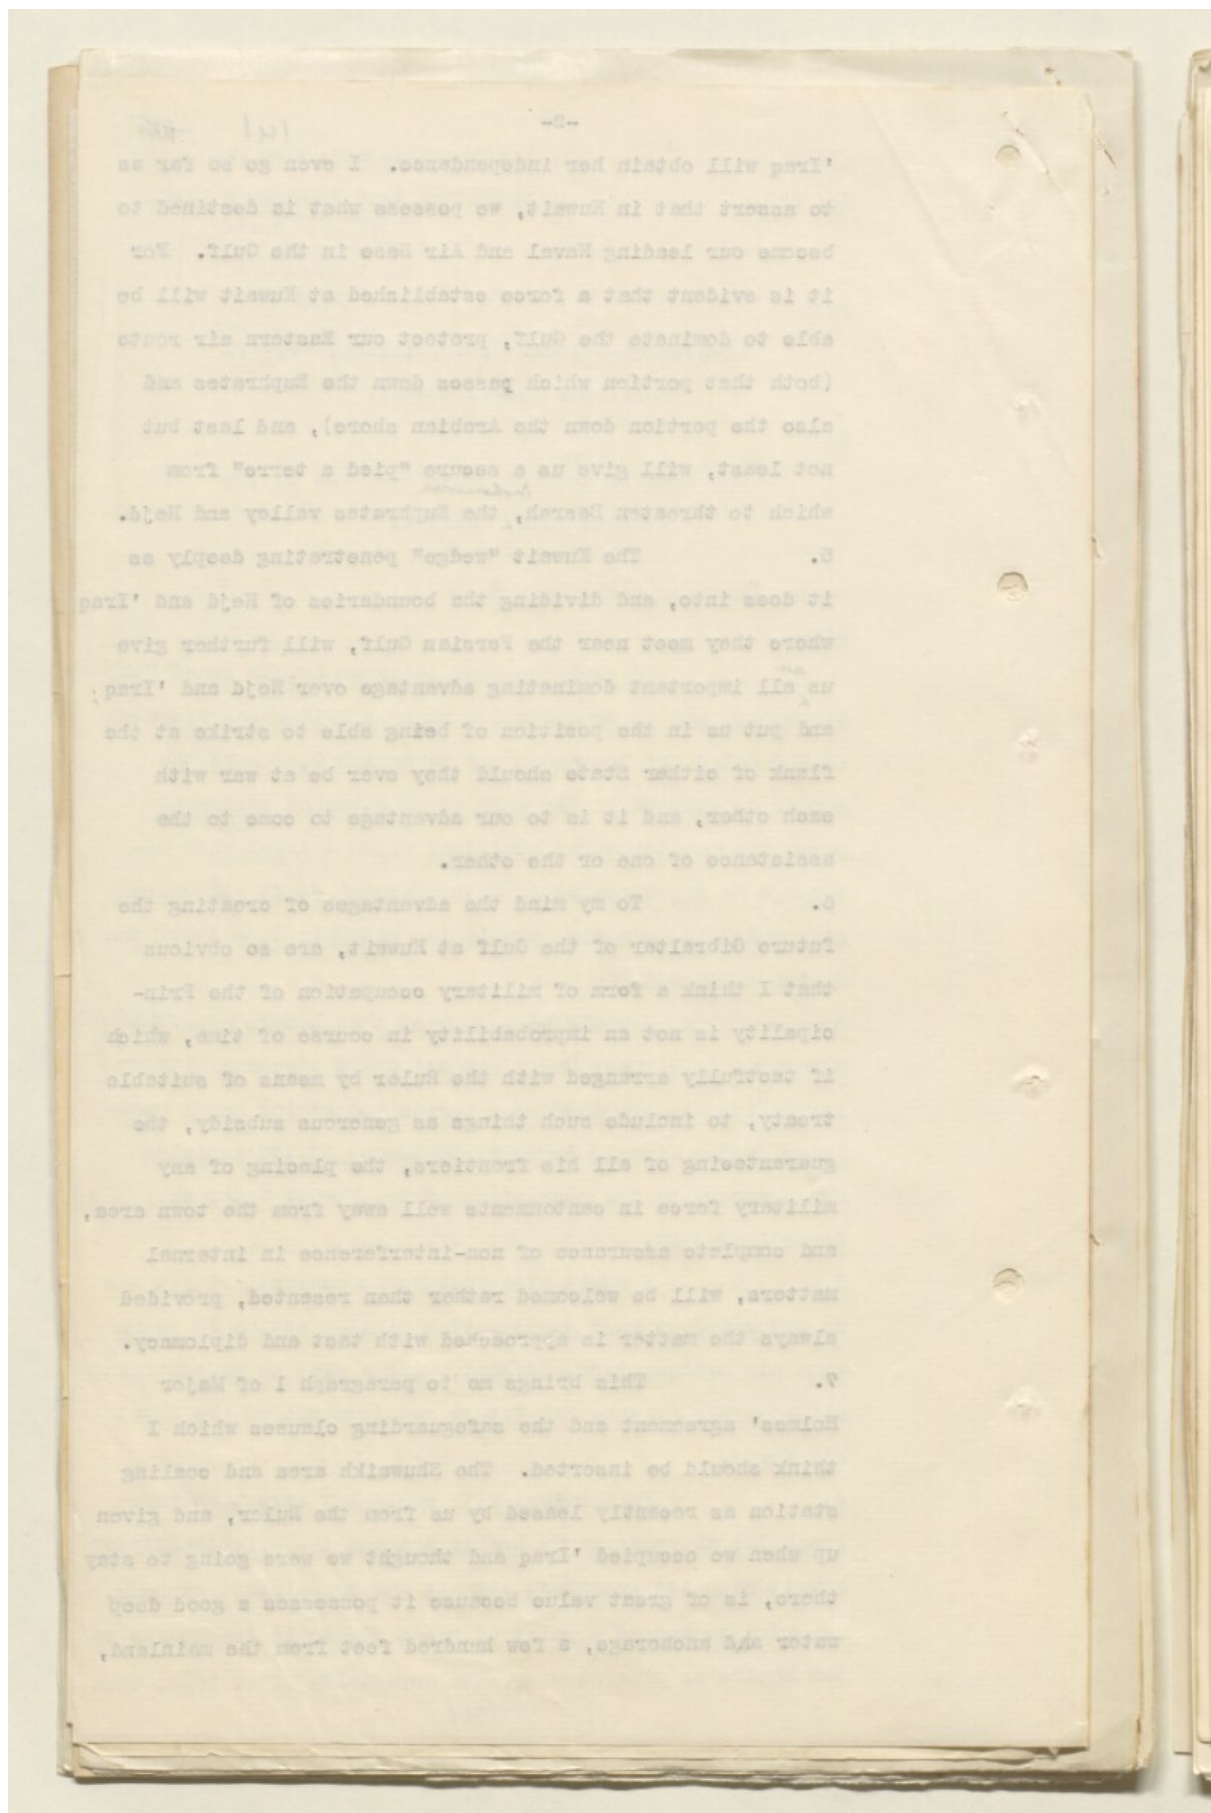 -2-
141
'Iraq will obtain her independence. I even go so far as
to assert that in Kuwait, we possess what is destined to
become our leading Naval and Air Base in the Gulf. For
it is evident that a force established at Kuwait will be
able to dominate the Gulf, protect our Eastern air route
(both that portion which passes down the Euphrates and
also the portion down the Arabian shore), and last but
not least, will give us a secure "pied a terre" from
which to threaten Basrah, the Euphrates valley and Nejd.
5. The Kuwait "wedge" penetrating deeply as
it does into, and dividing the boundaries of Nejd and 'Iraq
where they meet near the Persian Gulf, will further give
us all important dominating advantage over Nejd and 'Iraq;
and put us in the position of being able to strike at the
flank of either State should they ever be at war with
each other, and it is to our advantage to come to the
assistance of one or the other.
6. To my mind the advantages of creating the
future Gibralter of the Gulf at Kuwait, are so obvious
that I think a form of military occupation of the Prin-
cipality is not an improbability in course of time, which
if tactfully arranged with the Ruler by means of suitable
treaty, to include such things as generous subsidy, the
guaranteeing of all his frontiers, the placing of any
military force in cantonments well away from the town area,
and complete assurance of non-interference in internal
matters, will be welcomed rather than resented, provided
always the matter is approached with tact and diplomacy.
7. This brings me to paragraph 1 of Major
Holmes' agreement and the safeguarding clauses which I
think should be inserted. The Shuwaikh area and coaling
station as recently leased by us from the Ruler, and given
up when we occupied 'Iraq and thought we were going to stay
there, is of great value because it possesses a good deep
water and anchorage, a few hundred feet from the mainland,